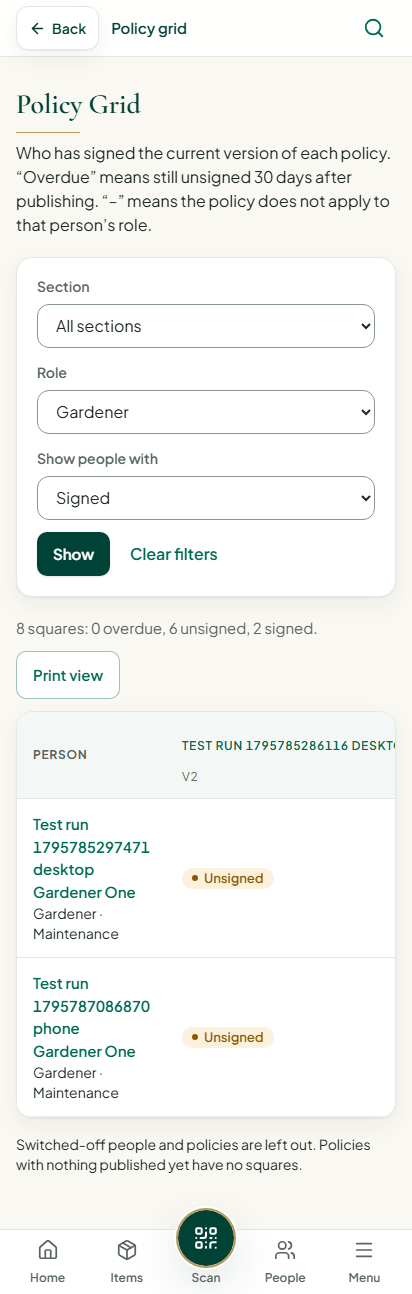 Back Policy grid
Policy Grid
Who has signed the current version of each policy.
“Overdue” means still unsigned 30 days after
publishing. “–” means the policy does not apply to
that person’s role.
Section
All sections
Role
Gardener
Show people with
Signed
Show Clear filters
8 squares: 0 overdue, 6 unsigned, 2 signed.
Print view
PERSON TEST RUN 1795785286116 DESKTO
V2
Test run
1795785297471
desktop
Gardener One
Gardener ·
Maintenance
Unsigned
Test run
1795787086870
phone
Gardener One
Gardener ·
Maintenance
Unsigned
Switched-off people and policies are left out. Policies
with nothing published yet have no squares.
Home Items Scan People Menu